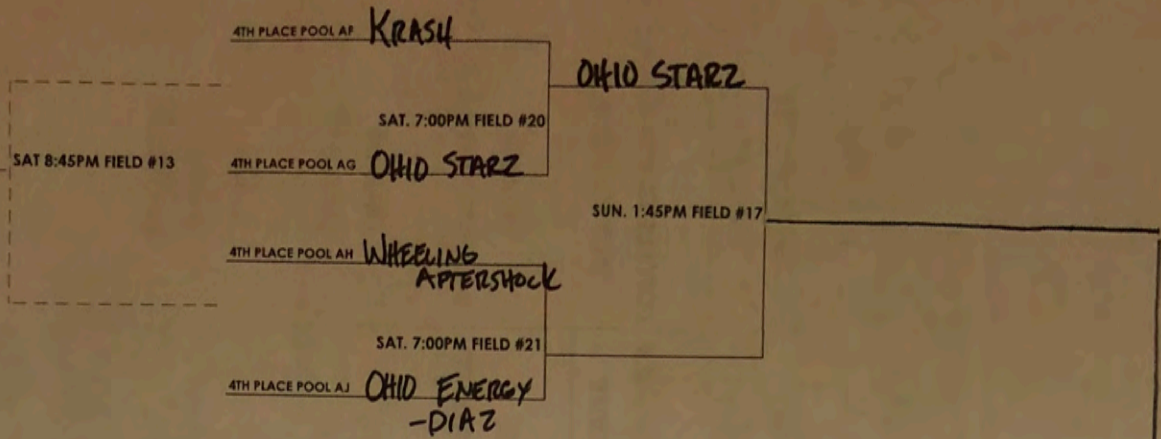 4TH PLACE POOL AF KRASH
OHIO STARZ
SAT. 7:00PM FIELD #20
SAT 8:45PM FIELD #13
4TH PLACE POOL AG OHIO STARZ
SUN. 1:45PM FIELD #17
4TH PLACE POOL AH WHEELING
AFTERSHOCK
SAT. 7:00PM FIELD #21
4TH PLACE POOL AJ OHIO ENERGY
-DIAZ